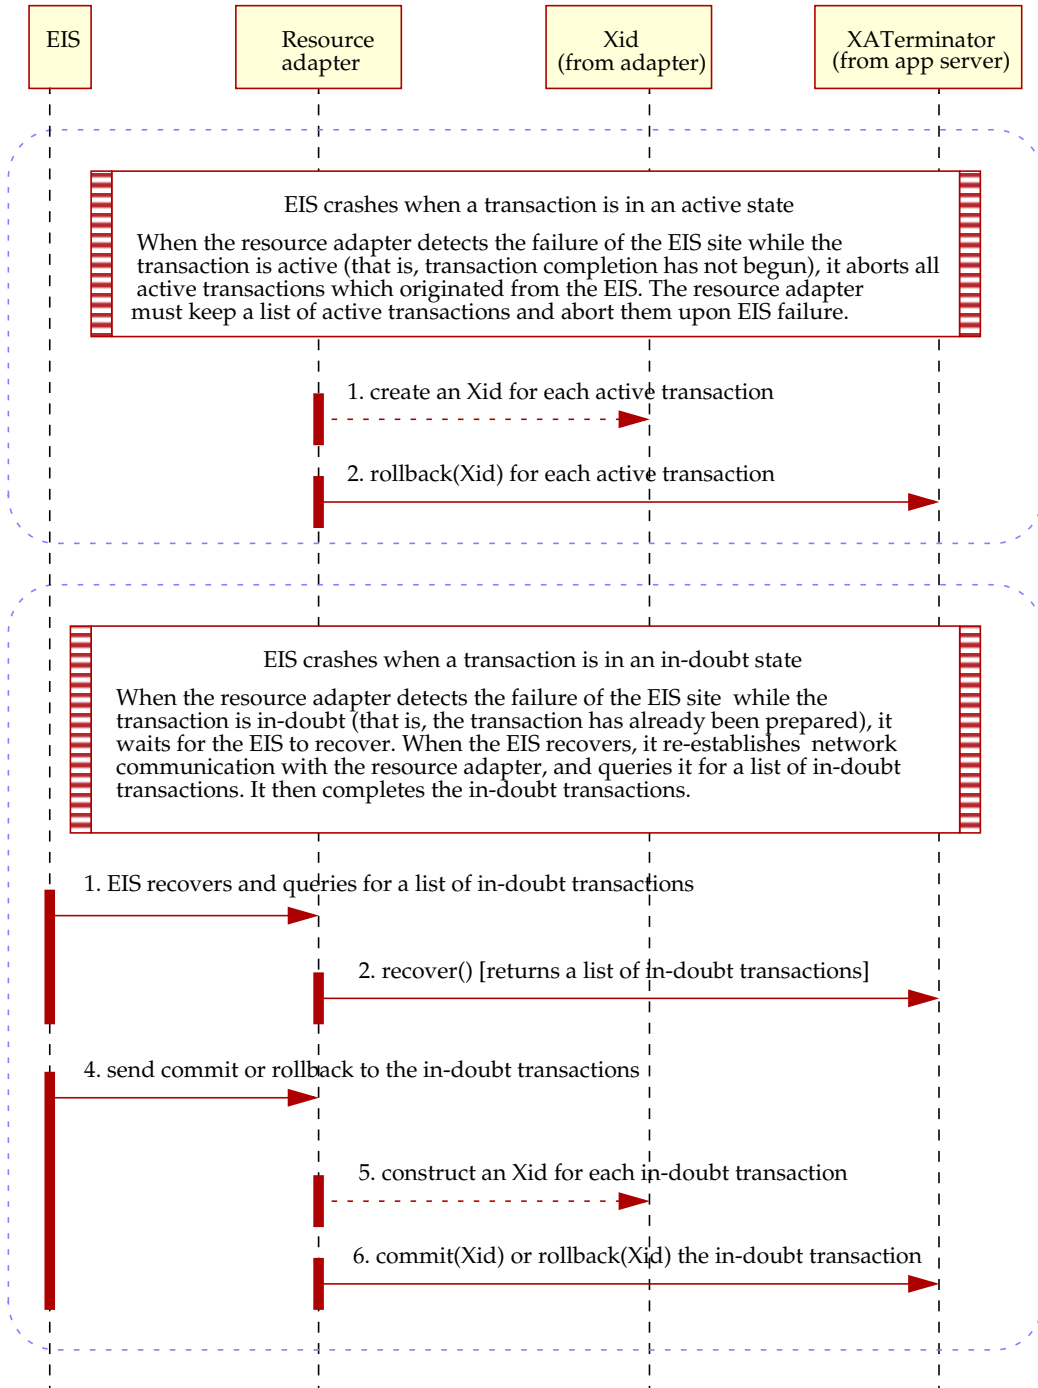 EIS
Resource
adapter
Xid
(from adapter)
XATerminator
(from app server)
EIS crashes when a transaction is in an active state
When the resource adapter detects the failure of the EIS site while the
transaction is active (that is, transaction completion has not begun), it aborts all
active transactions which originated from the EIS. The resource adapter
must keep a list of active transactions and abort them upon EIS failure.
1. create an Xid for each active transaction
2. rollback(Xid) for each active transaction
EIS crashes when a transaction is in an in-doubt state
When the resource adapter detects the failure of the EIS site while the
transaction is in-doubt (that is, the transaction has already been prepared), it
waits for the EIS to recover. When the EIS recovers, it re-establishes network
communication with the resource adapter, and queries it for a list of in-doubt
transactions. It then completes the in-doubt transactions.
1. EIS recovers and queries for a list of in-doubt transactions
2. recover() [returns a list of in-doubt transactions]
4. send commit or rollback to the in-doubt transactions
5. construct an Xid for each in-doubt transaction
6. commit(Xid) or rollback(Xid) the in-doubt transaction